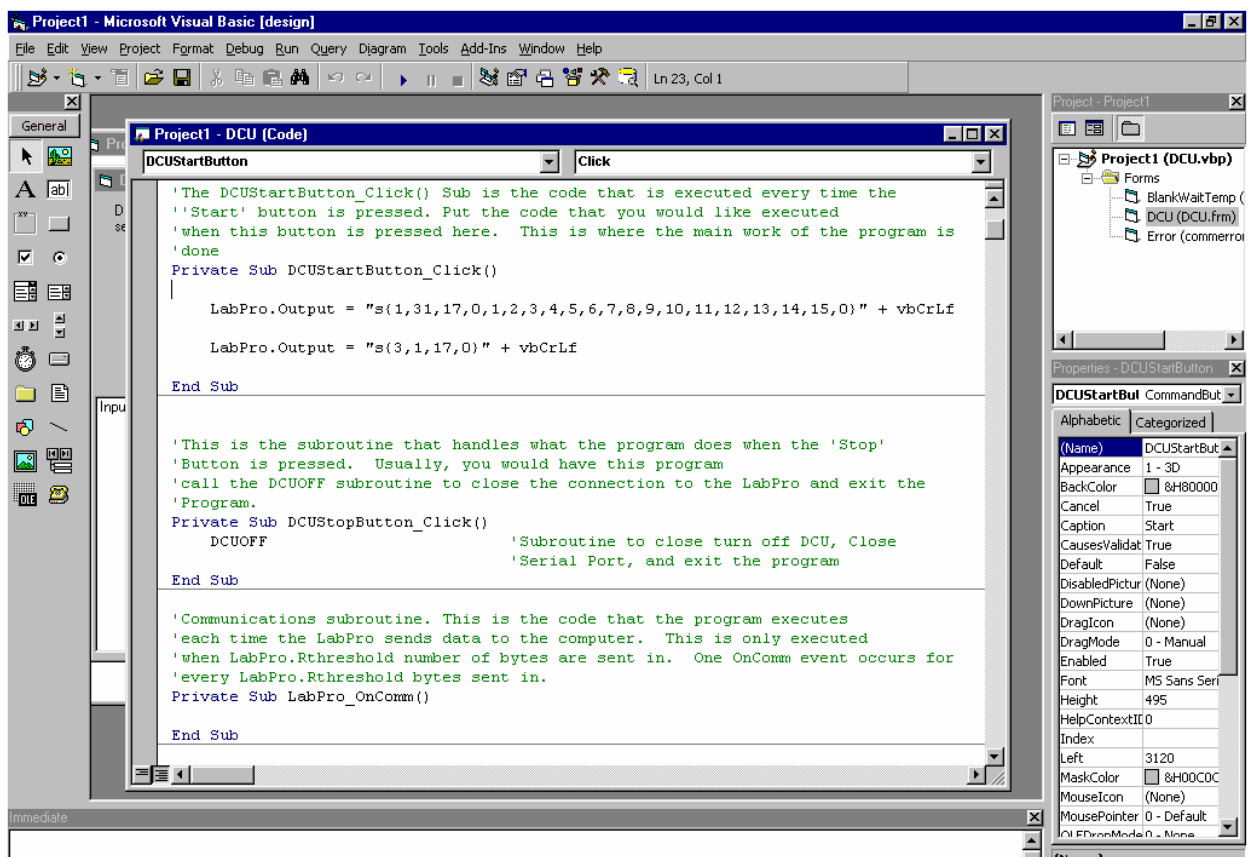 Project1 - Microsoft Visual Basic [design]
File Edit View Project Format Debug Run Query Diagram Tools Add-Ins Window Help
Ln 23, Col 1
General
A ab|
xv
OLE
Project1 - DCU (Code)
DCUStartButton Click
'The DCUStartButton_Click() Sub is the code that is executed every time the
''Start' button is pressed. Put the code that you would like executed
'when this button is pressed here.  This is where the main work of the program is
'done
Private Sub DCUStartButton_Click()
LabPro.Output = "s{1,31,17,0,1,2,3,4,5,6,7,8,9,10,11,12,13,14,15,0}" + vbCrLf
LabPro.Output = "s{3,1,17,0}" + vbCrLf
End Sub
'This is the subroutine that handles what the program does when the 'Stop'
'Button is pressed.  Usually, you would have this program
'call the DCUOFF subroutine to close the connection to the LabPro and exit the
'Program.
Private Sub DCUStopButton_Click()
DCUOFF 'Subroutine to close turn off DCU, Close
'Serial Port, and exit the program
End Sub
'Communications subroutine. This is the code that the program executes
'each time the LabPro sends data to the computer.  This is only executed
'when LabPro.Rthreshold number of bytes are sent in.  One OnComm event occurs for
'every LabPro.Rthreshold bytes sent in.
Private Sub LabPro_OnComm()
End Sub
Pro
D
se
Inpu
Immediate
Project - Project1
Project1 (DCU.vbp)
Forms
BlankWaitTemp (
DCU (DCU.frm)
Error (commerror
Properties - DCUStartButton
DCUStartBut CommandBut
Alphabetic Categorized
(Name) DCUStartBut
Appearance 1 - 3D
BackColor &H80000
Cancel True
Caption Start
CausesValidat True
Default False
DisabledPictur (None)
DownPicture (None)
DragIcon (None)
DragMode 0 - Manual
Enabled True
Font MS Sans Seri
Height 495
HelpContextID 0
Index
Left 3120
MaskColor &H00C0C
MouseIcon (None)
MousePointer 0 - Default
OLEDropMode 0 - None
(Name)